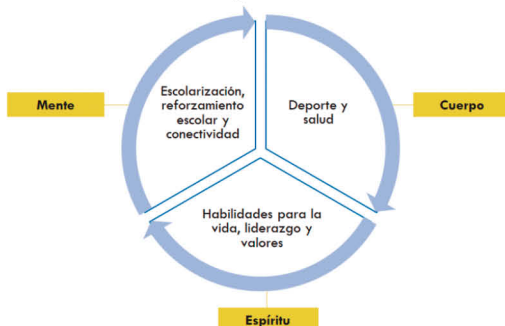 Mente
Escolarización,
reforzamiento
escolar y
conectividad
Deporte y
salud
Cuerpo
Habilidades para la
vida, liderazgo y
valores
Espíritu